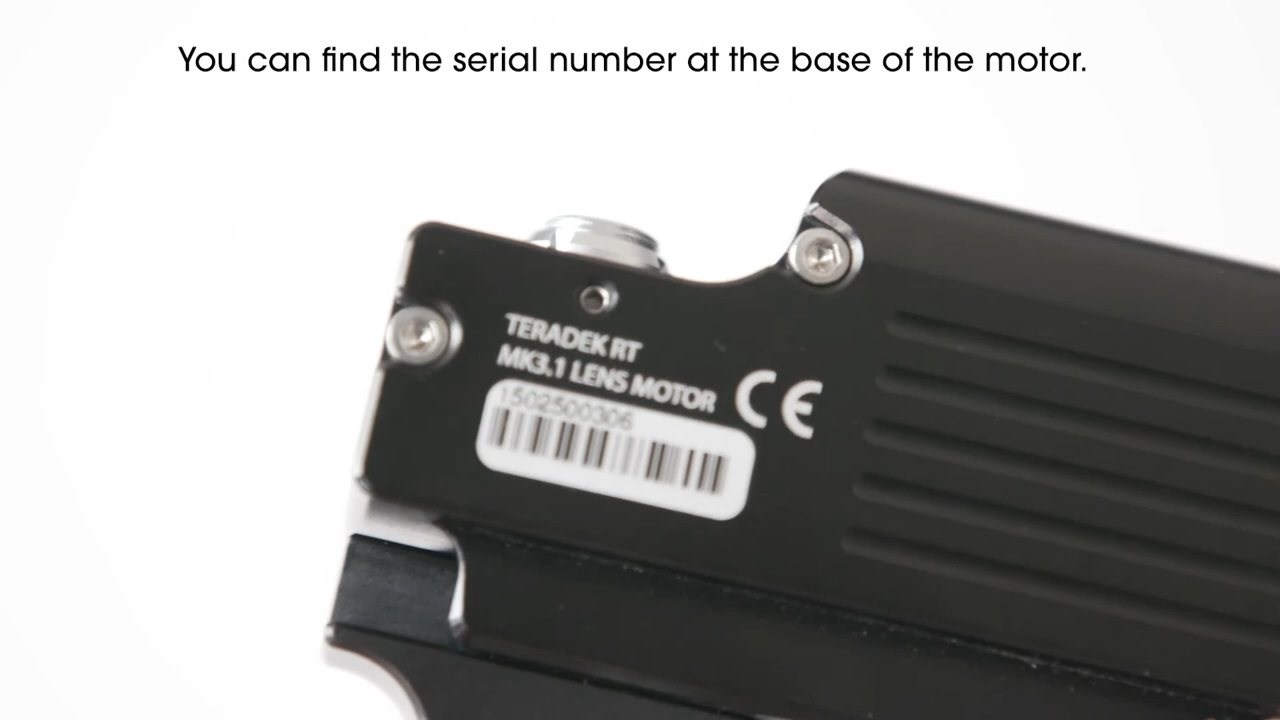 You can find the serial number at the base of the motor.
TERADEK RT
MK3.1 LENS MOTOR
CE
1502500306